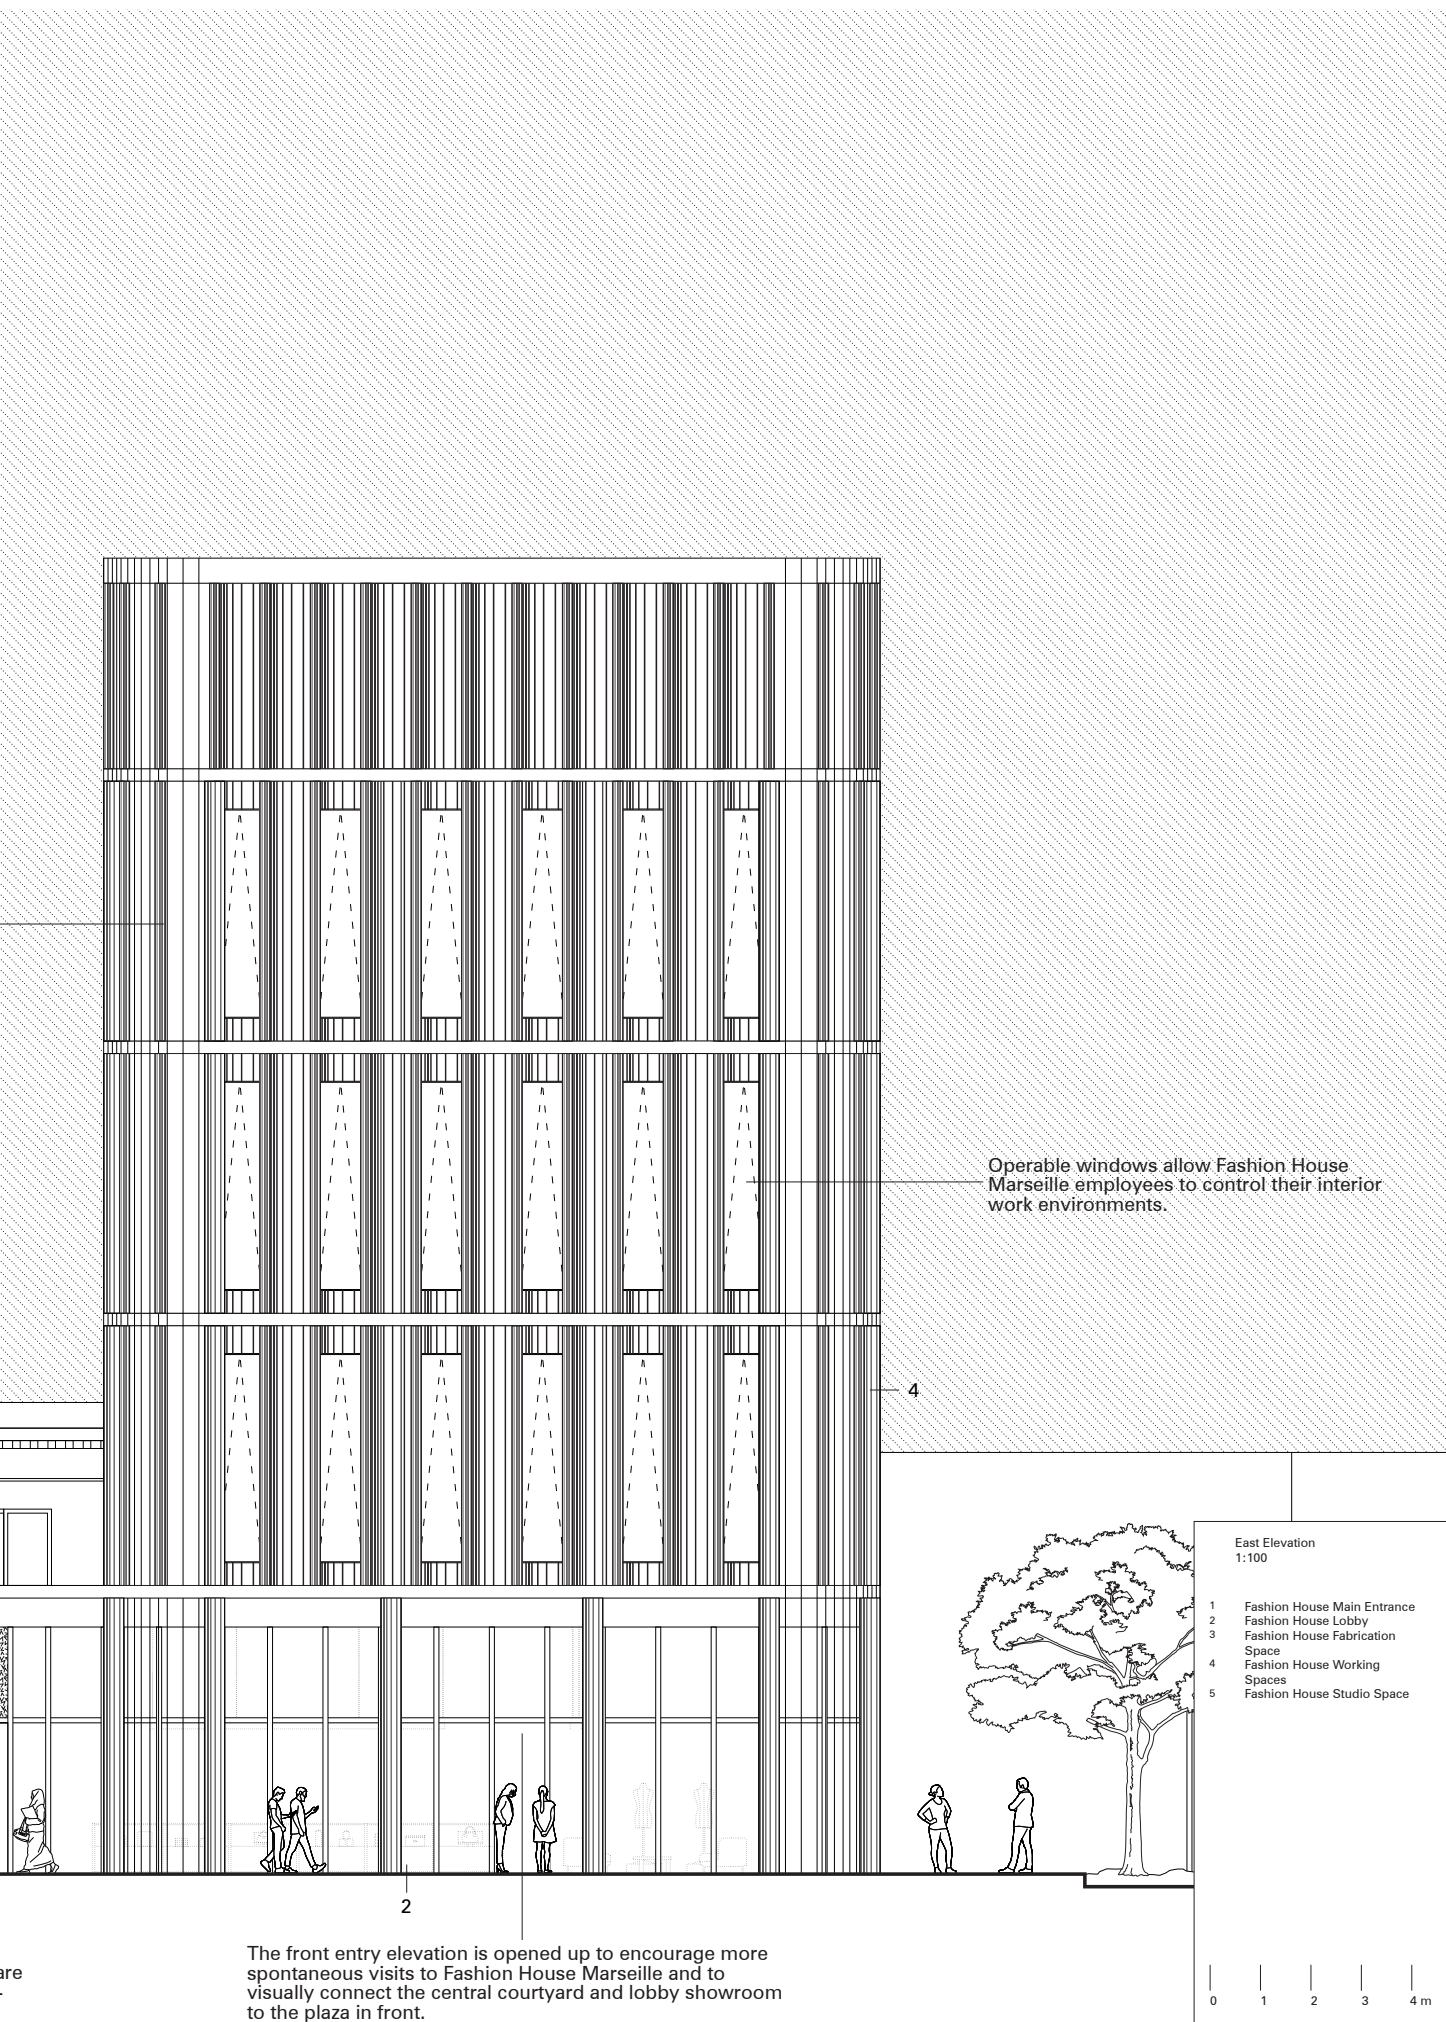 Operable windows allow Fashion House
Marseille employees to control their interior
work environments.
4
East Elevation
1:100
1 Fashion House Main Entrance
2 Fashion House Lobby
3 Fashion House Fabrication
Space
4 Fashion House Working
Spaces
5 Fashion House Studio Space
2
The front entry elevation is opened up to encourage more
spontaneous visits to Fashion House Marseille and to
visually connect the central courtyard and lobby showroom
to the plaza in front.
are
-
0 1 2 3 4 m